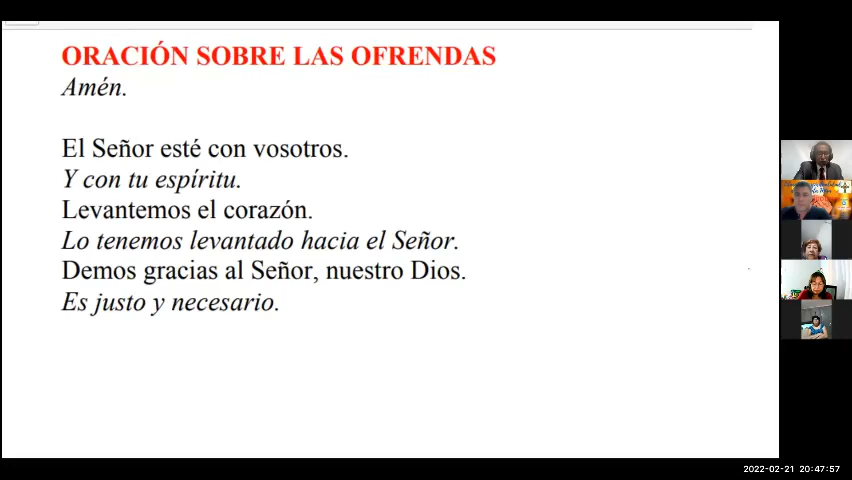 ORACIÓN SOBRE LAS OFRENDAS
Amén.
El Señor esté con vosotros.
Y con tu espíritu.
Levantemos el corazón.
Lo tenemos levantado hacia el Señor.
Demos gracias al Señor, nuestro Dios.
Es justo y necesario.
2022-02-21 20:47:57